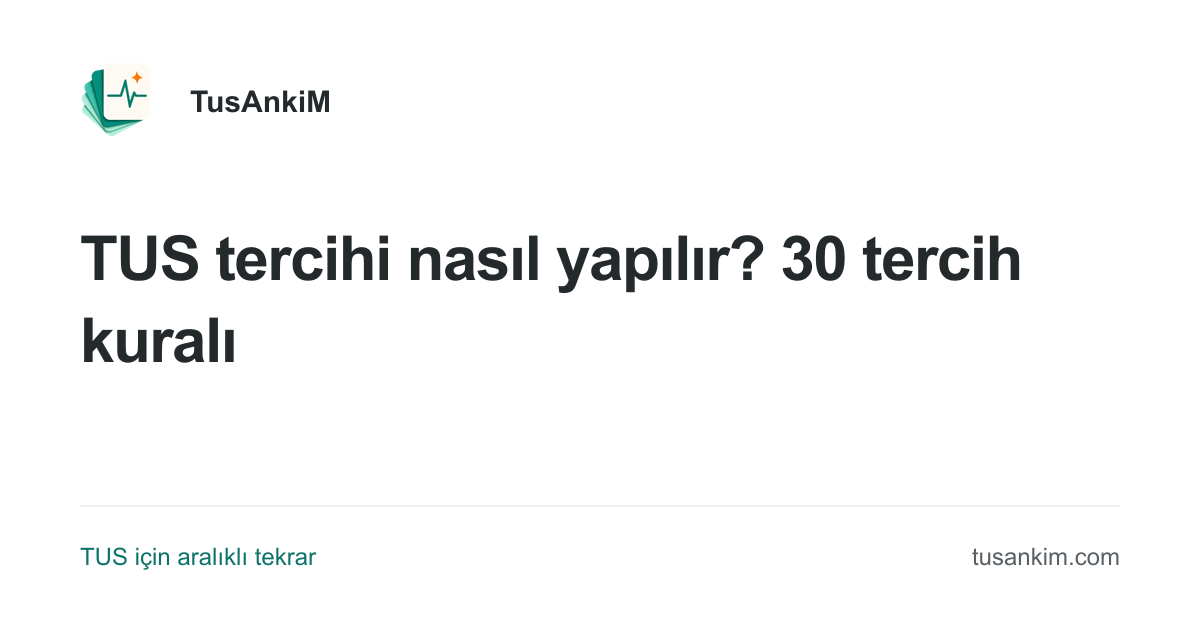 TusAnkiM
TUS tercihi nasıl yapılır? 30 tercih
kuralı
TUS için aralıklı tekrar
tusankim.com